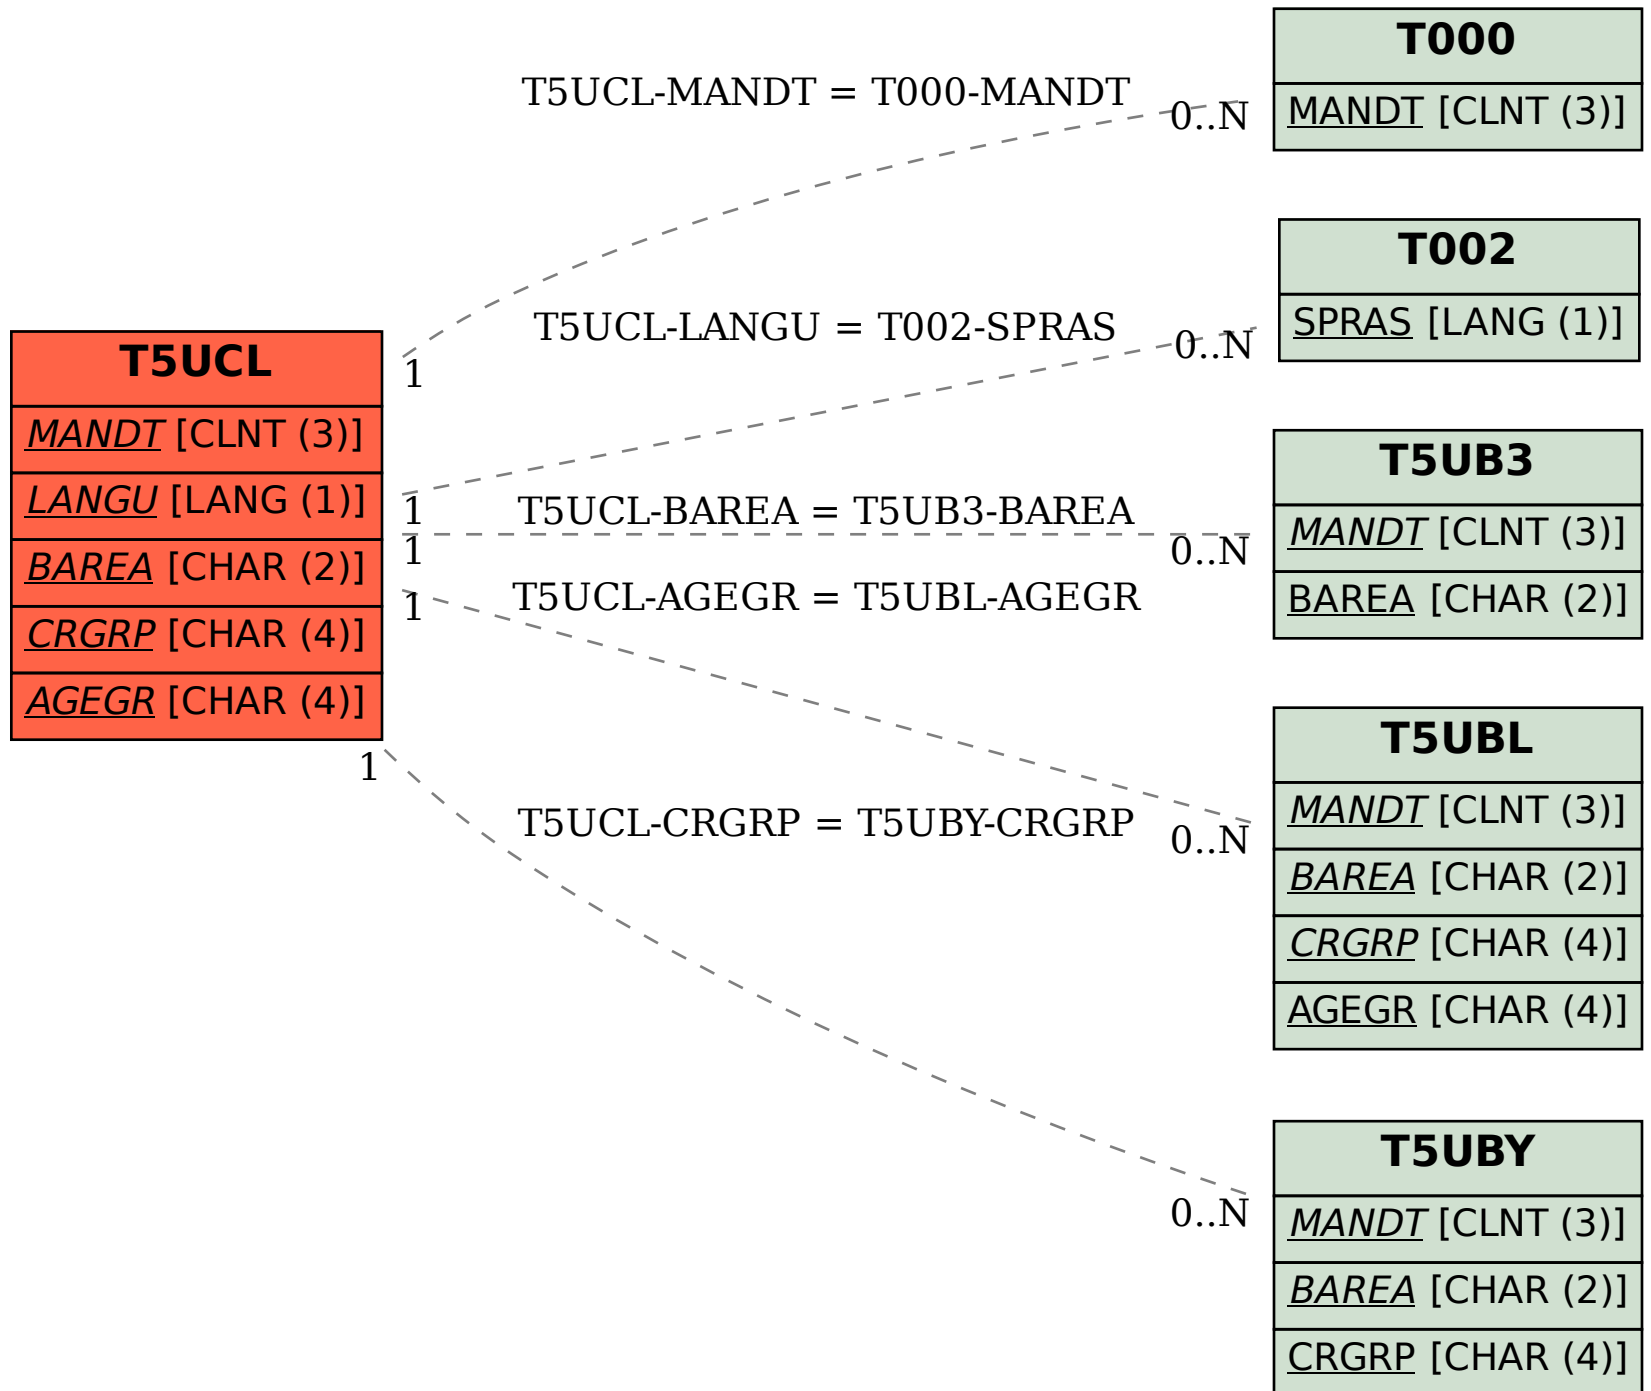 T5UCL
MANDT [CLNT (3)]
LANGU [LANG (1)]
BAREA [CHAR (2)]
CRGRP [CHAR (4)]
AGEGR [CHAR (4)]
T5UCL-MANDT = T000-MANDT
0..N
1
T5UCL-LANGU = T002-SPRAS
0..N
1
T5UCL-BAREA = T5UB3-BAREA
0..N
1
T5UCL-AGEGR = T5UBL-AGEGR
0..N
1
T5UCL-CRGRP = T5UBY-CRGRP
0..N
1
T000
MANDT [CLNT (3)]
T002
SPRAS [LANG (1)]
T5UB3
MANDT [CLNT (3)]
BAREA [CHAR (2)]
T5UBL
MANDT [CLNT (3)]
BAREA [CHAR (2)]
CRGRP [CHAR (4)]
AGEGR [CHAR (4)]
T5UBY
MANDT [CLNT (3)]
BAREA [CHAR (2)]
CRGRP [CHAR (4)]